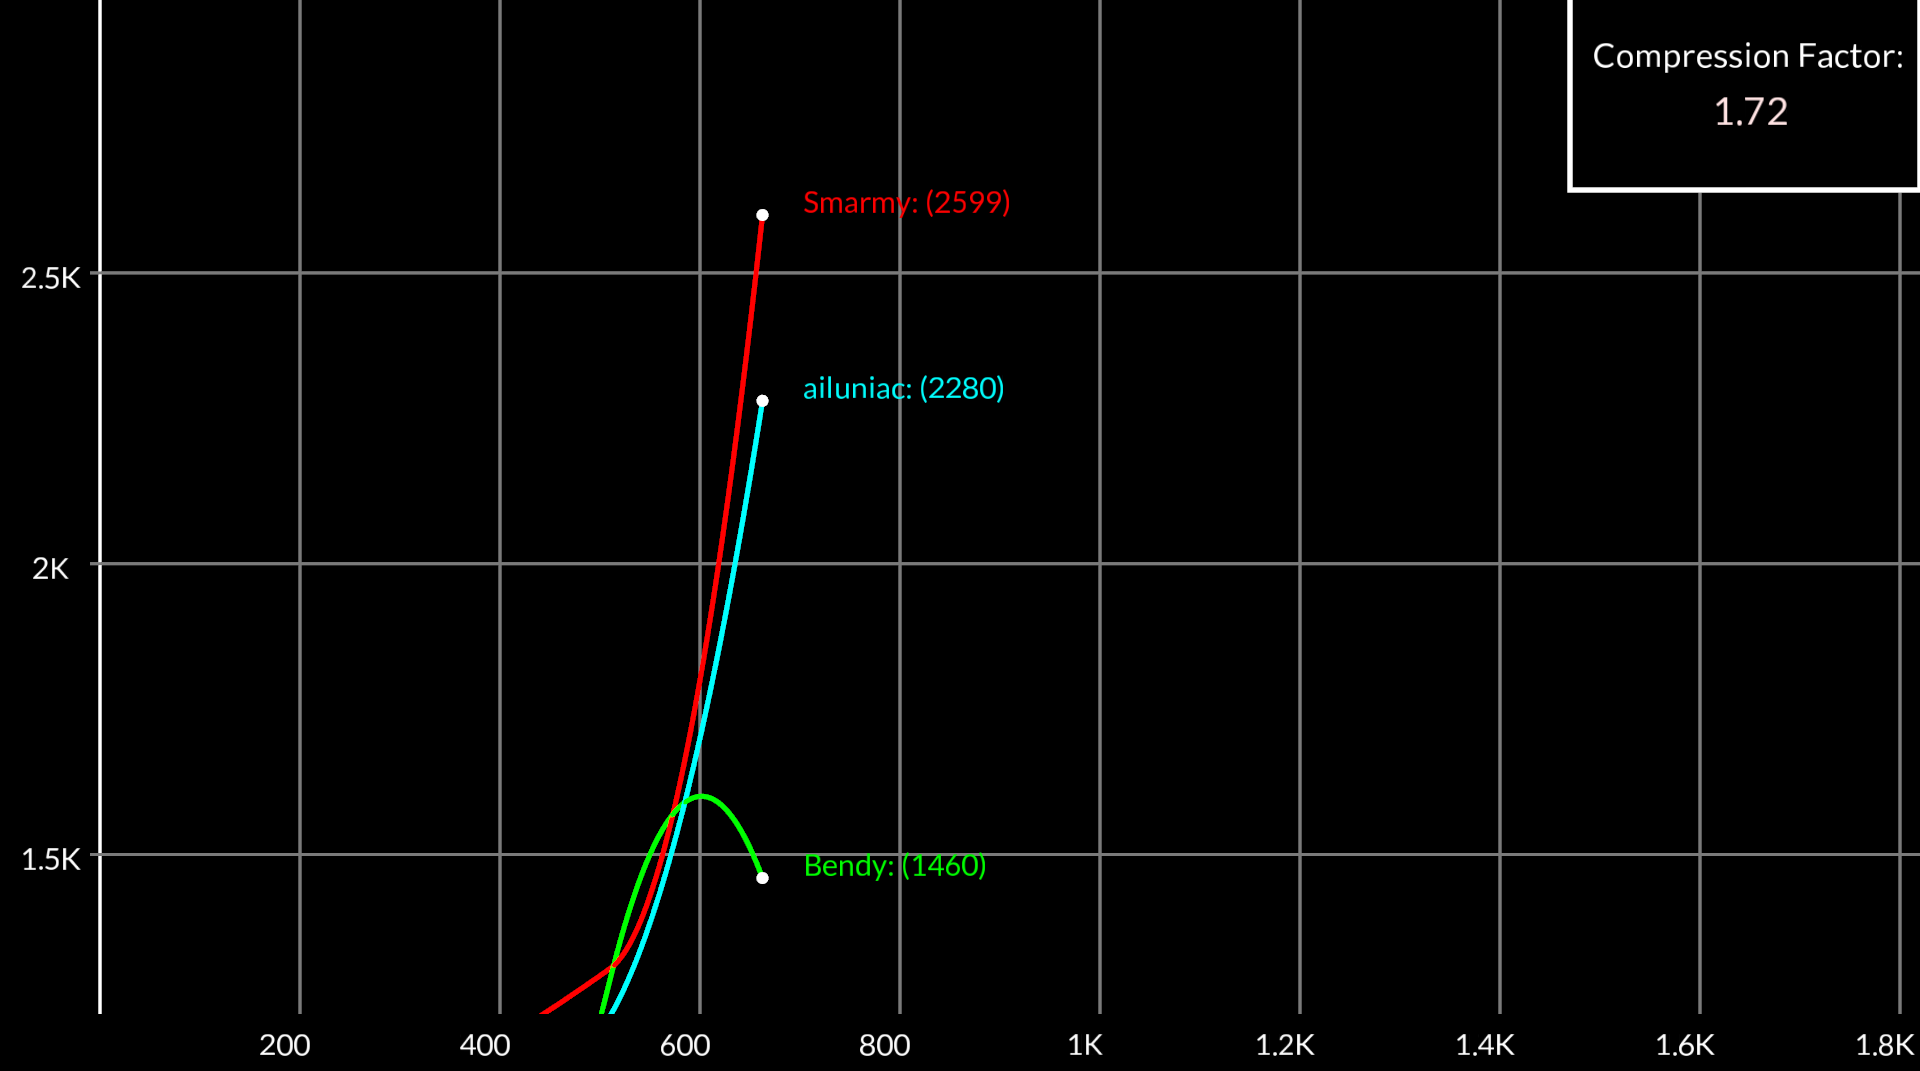 Compression Factor:
1.72
Smarmy: (2599)
2.5K
ailuniac: (2280)
2K
1.5K
Bendy: (1460)
200 400 600 800 1K 1.2K 1.4K 1.6K 1.8K